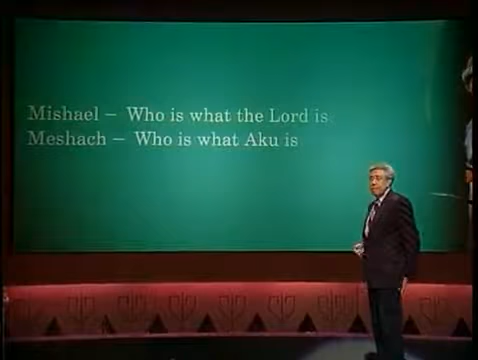 Mishael – Who is what the Lord is
Meshach – Who is what Aku is